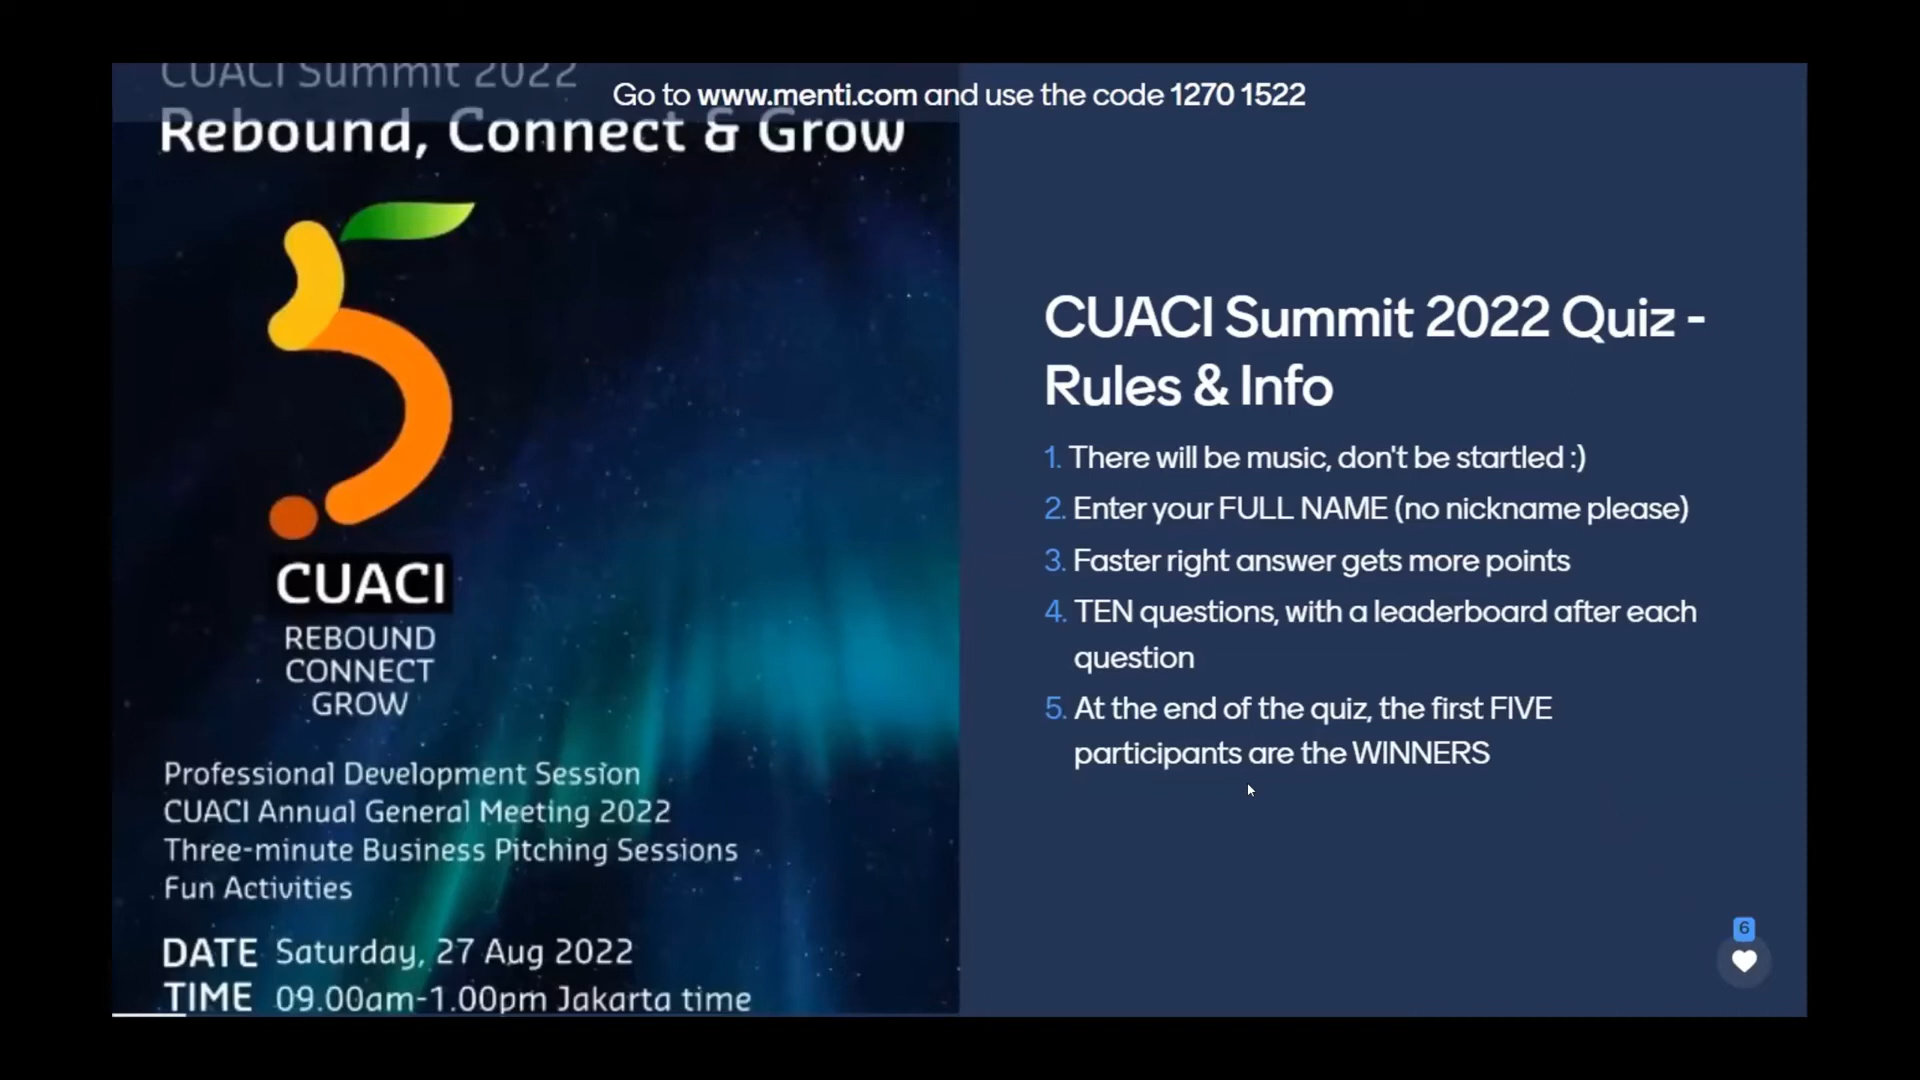 Go to www.menti.com and use the code 1270 1522
CUACI Summit 2022
Rebound, Connect & Grow
CUACI
REBOUND
CONNECT
GROW
Professional Development Session
CUACI Annual General Meeting 2022
Three-minute Business Pitching Sessions
Fun Activities
DATE Saturday, 27 Aug 2022
TIME 09.00am-1.00pm Jakarta time
CUACI Summit 2022 Quiz -
Rules & Info
1. There will be music, don't be startled :)
2. Enter your FULL NAME (no nickname please)
3. Faster right answer gets more points
4. TEN questions, with a leaderboard after each
question
5. At the end of the quiz, the first FIVE
participants are the WINNERS
6